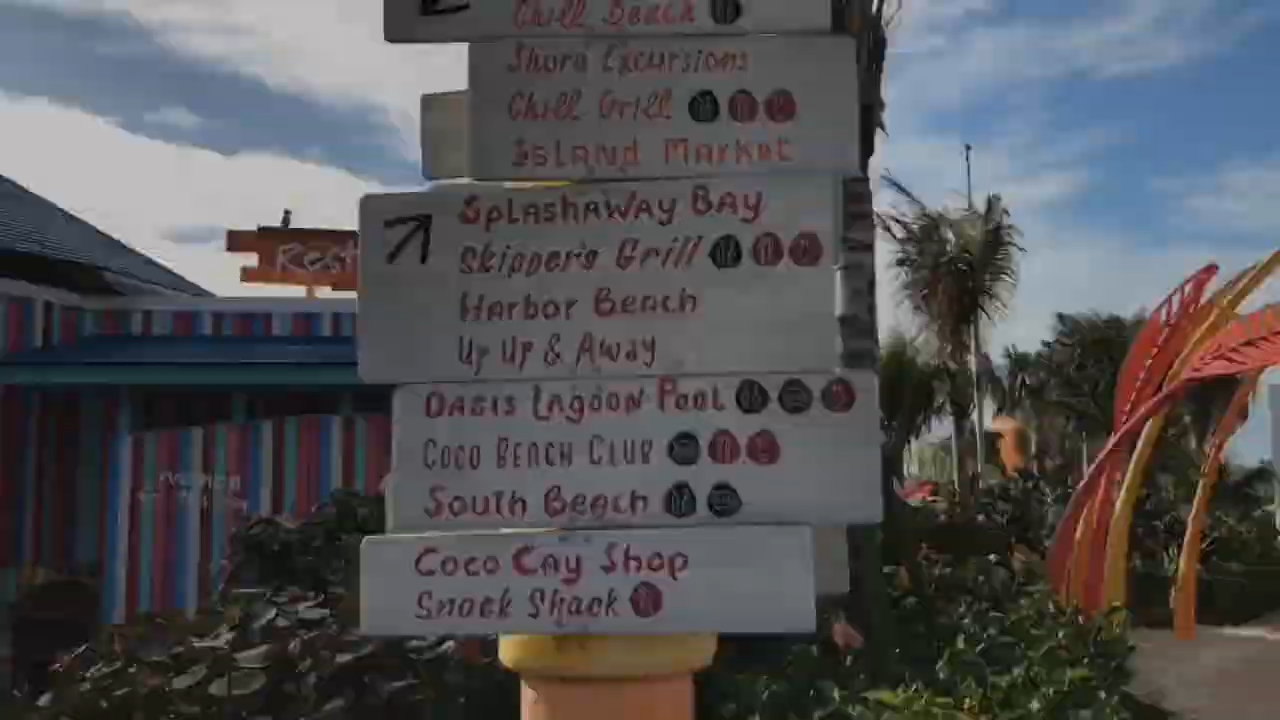 Chill Beach
Shore Excursions
Chill Grill
Island Market
Splashaway Bay
Skipper's Grill
Harbor Beach
Up Up & Away
Oasis Lagoon Pool
Coco Beach Club
South Beach
Coco Cay Shop
Snack Shack
Rest